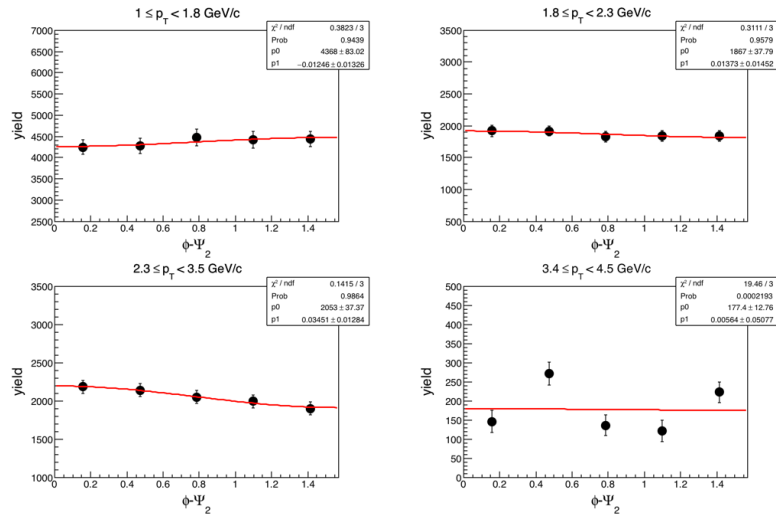 1 ≤ p_T < 1.8 GeV/c
χ² / ndf 0.3823 / 3
Prob 0.9439
p0 4368 ± 83.02
p1 −0.01246 ± 0.01326
yield
7000
6500
6000
5500
5000
4500
4000
3500
3000
2500
0 0.2 0.4 0.6 0.8 1 1.2 1.4
ϕ-Ψ₂
1.8 ≤ p_T < 2.3 GeV/c
χ² / ndf 0.3111 / 3
Prob 0.9579
p0 1867 ± 37.79
p1 0.01373 ± 0.01452
yield
3500
3000
2500
2000
1500
1000
500
0 0.2 0.4 0.6 0.8 1 1.2 1.4
ϕ-Ψ₂
2.3 ≤ p_T < 3.5 GeV/c
χ² / ndf 0.1415 / 3
Prob 0.9864
p0 2053 ± 37.37
p1 0.03451 ± 0.01284
yield
3500
3000
2500
2000
1500
1000
0 0.2 0.4 0.6 0.8 1 1.2 1.4
ϕ-Ψ₂
3.4 ≤ p_T < 4.5 GeV/c
χ² / ndf 19.46 / 3
Prob 0.0002193
p0 177.4 ± 12.76
p1 0.00564 ± 0.05077
yield
500
450
400
350
300
250
200
150
100
50
0
0 0.2 0.4 0.6 0.8 1 1.2 1.4
ϕ-Ψ₂